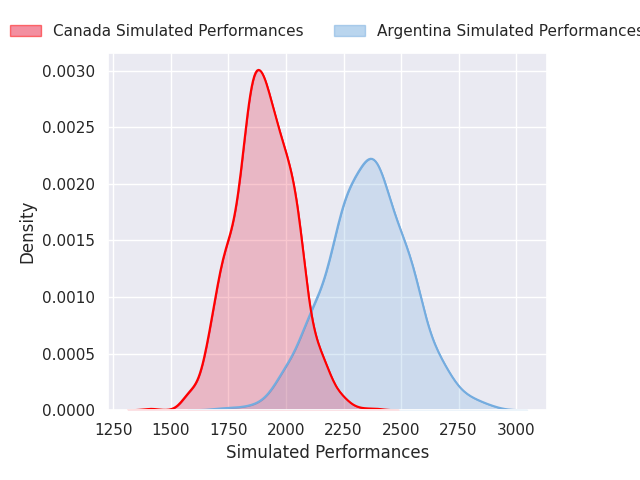 Canada Simulated Performances
Argentina Simulated Performances
0.0030
0.0025
0.0020
0.0015
0.0010
0.0005
0.0000
Density
1250 1500 1750 2000 2250 2500 2750 3000
Simulated Performances